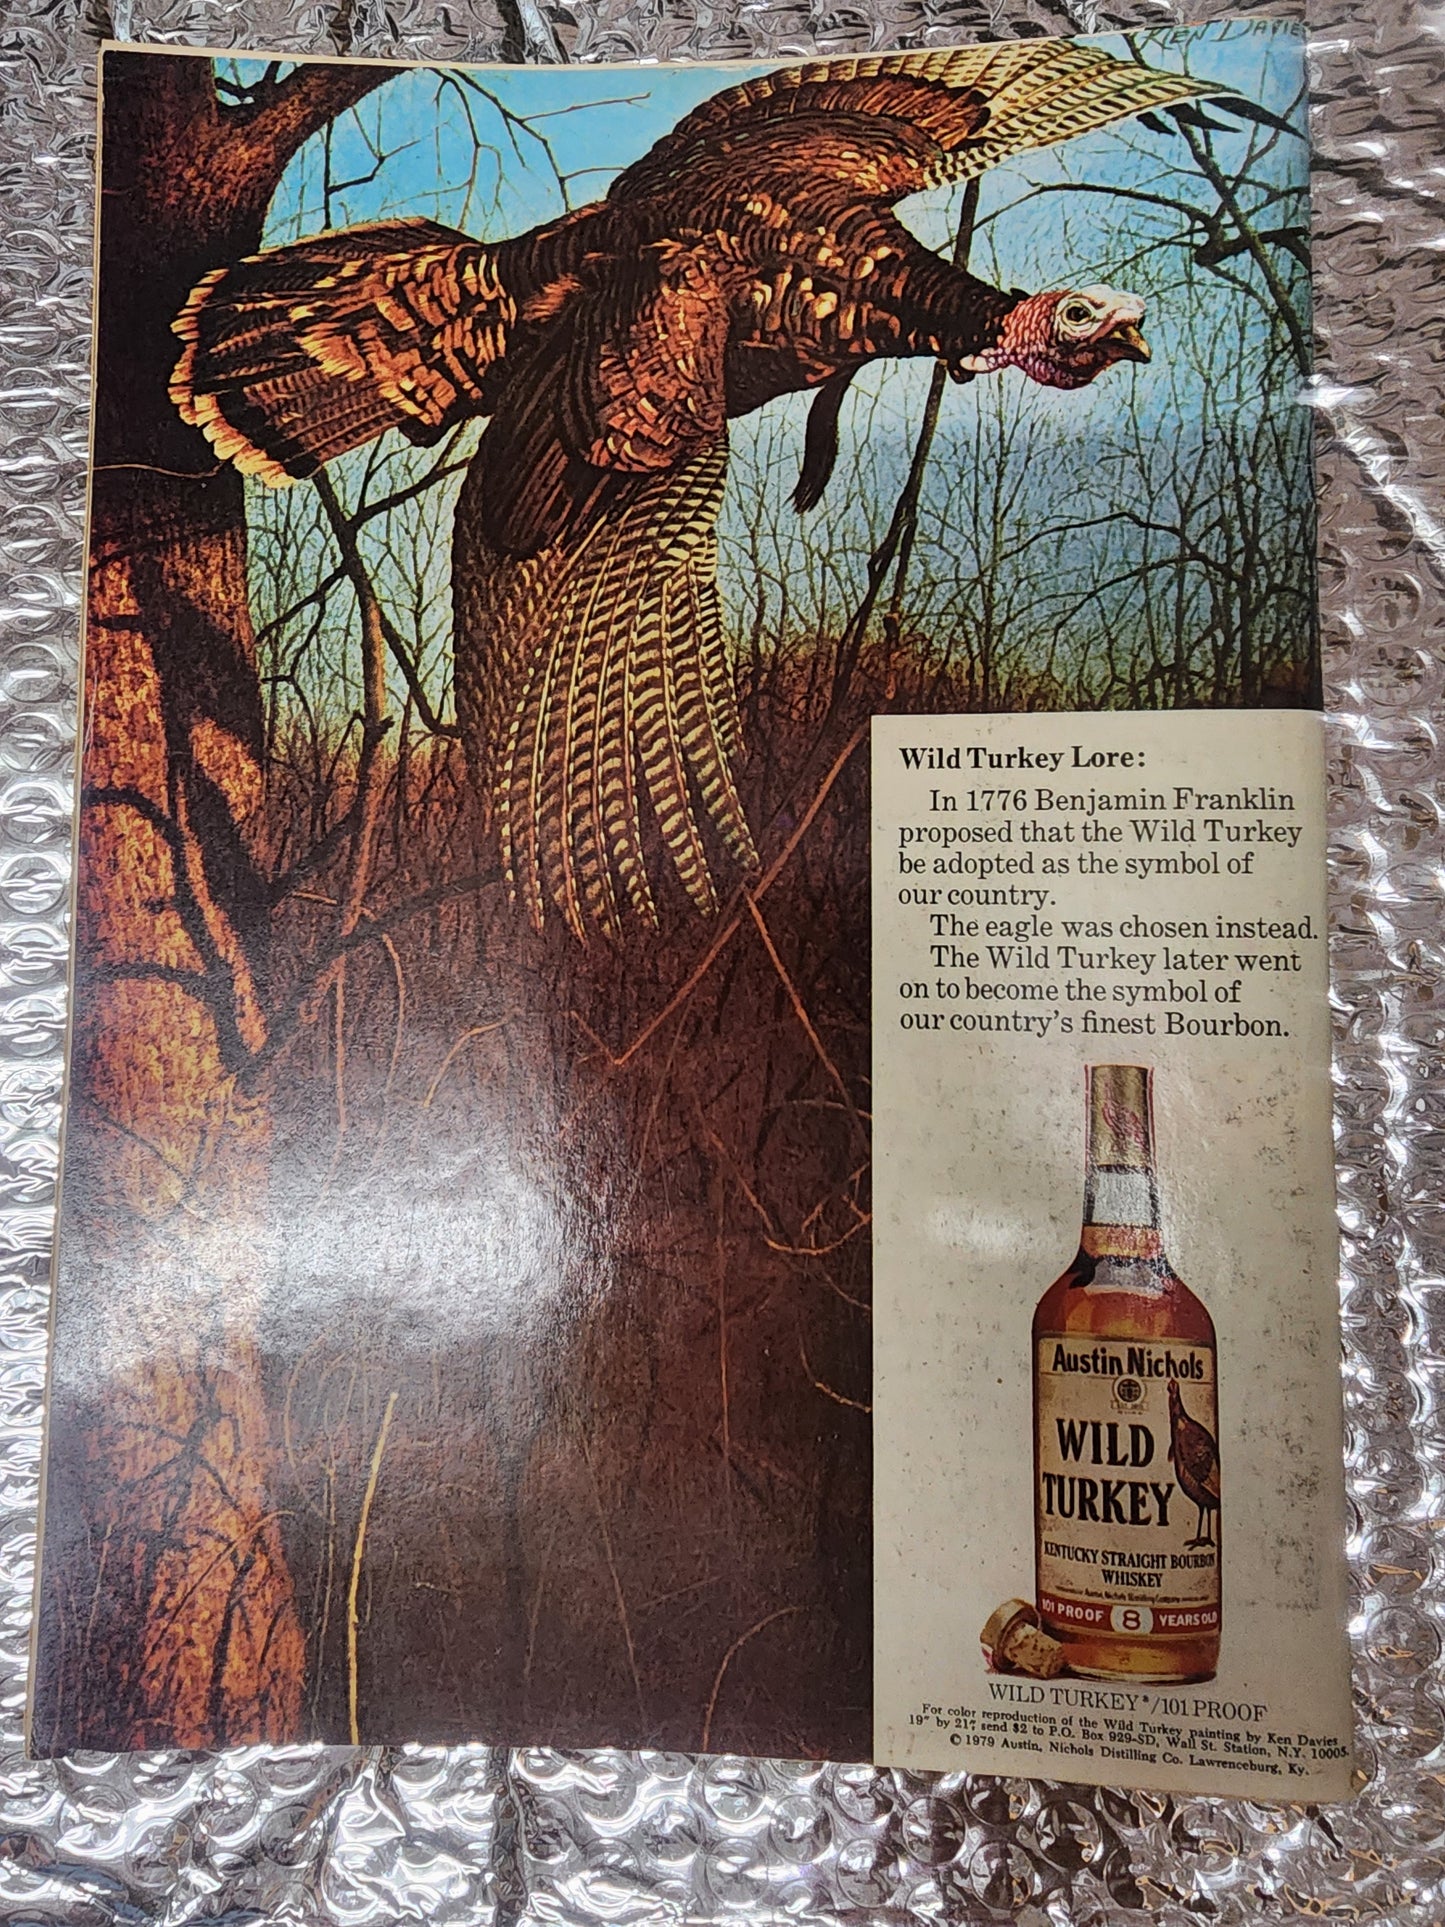 KEN DAVIES
Wild Turkey Lore:
In 1776 Benjamin Franklin
proposed that the Wild Turkey
be adopted as the symbol of
our country.
The eagle was chosen instead.
The Wild Turkey later went
on to become the symbol of
our country's finest Bourbon.
Austin Nichols
WILD
TURKEY
KENTUCKY STRAIGHT BOURBON
WHISKEY
101 PROOF 8 YEARS OLD
WILD TURKEY®/101 PROOF
For color reproduction of the Wild Turkey painting by Ken Davies
19" by 21", send $2 to P.O. Box 929-SD, Wall St. Station, N.Y. 10005.
© 1979 Austin, Nichols Distilling Co. Lawrenceburg, Ky.